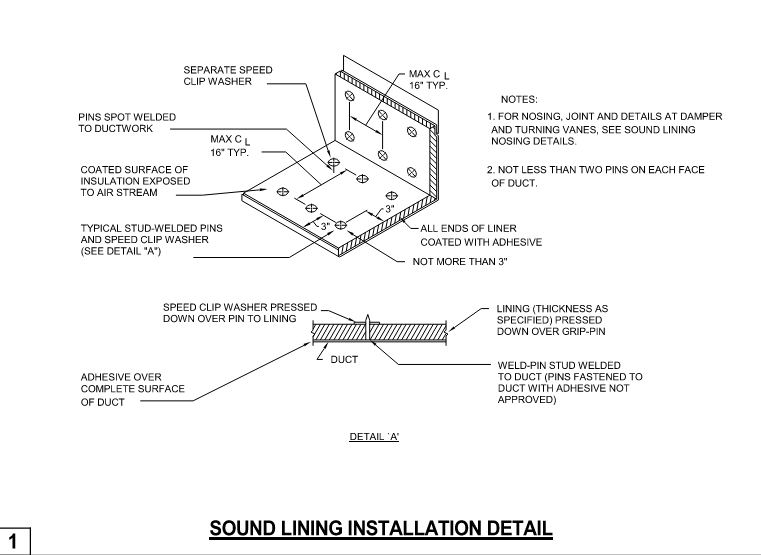 SEPARATE SPEED
CLIP WASHER
MAX C L
16" TYP.
PINS SPOT WELDED
TO DUCTWORK
MAX C L
16" TYP.
COATED SURFACE OF
INSULATION EXPOSED
TO AIR STREAM
TYPICAL STUD-WELDED PINS
AND SPEED CLIP WASHER
(SEE DETAIL "A")
3"
3"
ALL ENDS OF LINER
COATED WITH ADHESIVE
NOT MORE THAN 3"
NOTES:
1. FOR NOSING, JOINT AND DETAILS AT DAMPER
AND TURNING VANES, SEE SOUND LINING
NOSING DETAILS.
2. NOT LESS THAN TWO PINS ON EACH FACE
OF DUCT.
SPEED CLIP WASHER PRESSED
DOWN OVER PIN TO LINING
LINING (THICKNESS AS
SPECIFIED) PRESSED
DOWN OVER GRIP-PIN
DUCT
ADHESIVE OVER
COMPLETE SURFACE
OF DUCT
WELD-PIN STUD WELDED
TO DUCT (PINS FASTENED TO
DUCT WITH ADHESIVE NOT
APPROVED)
DETAIL `A'
SOUND LINING INSTALLATION DETAIL
1